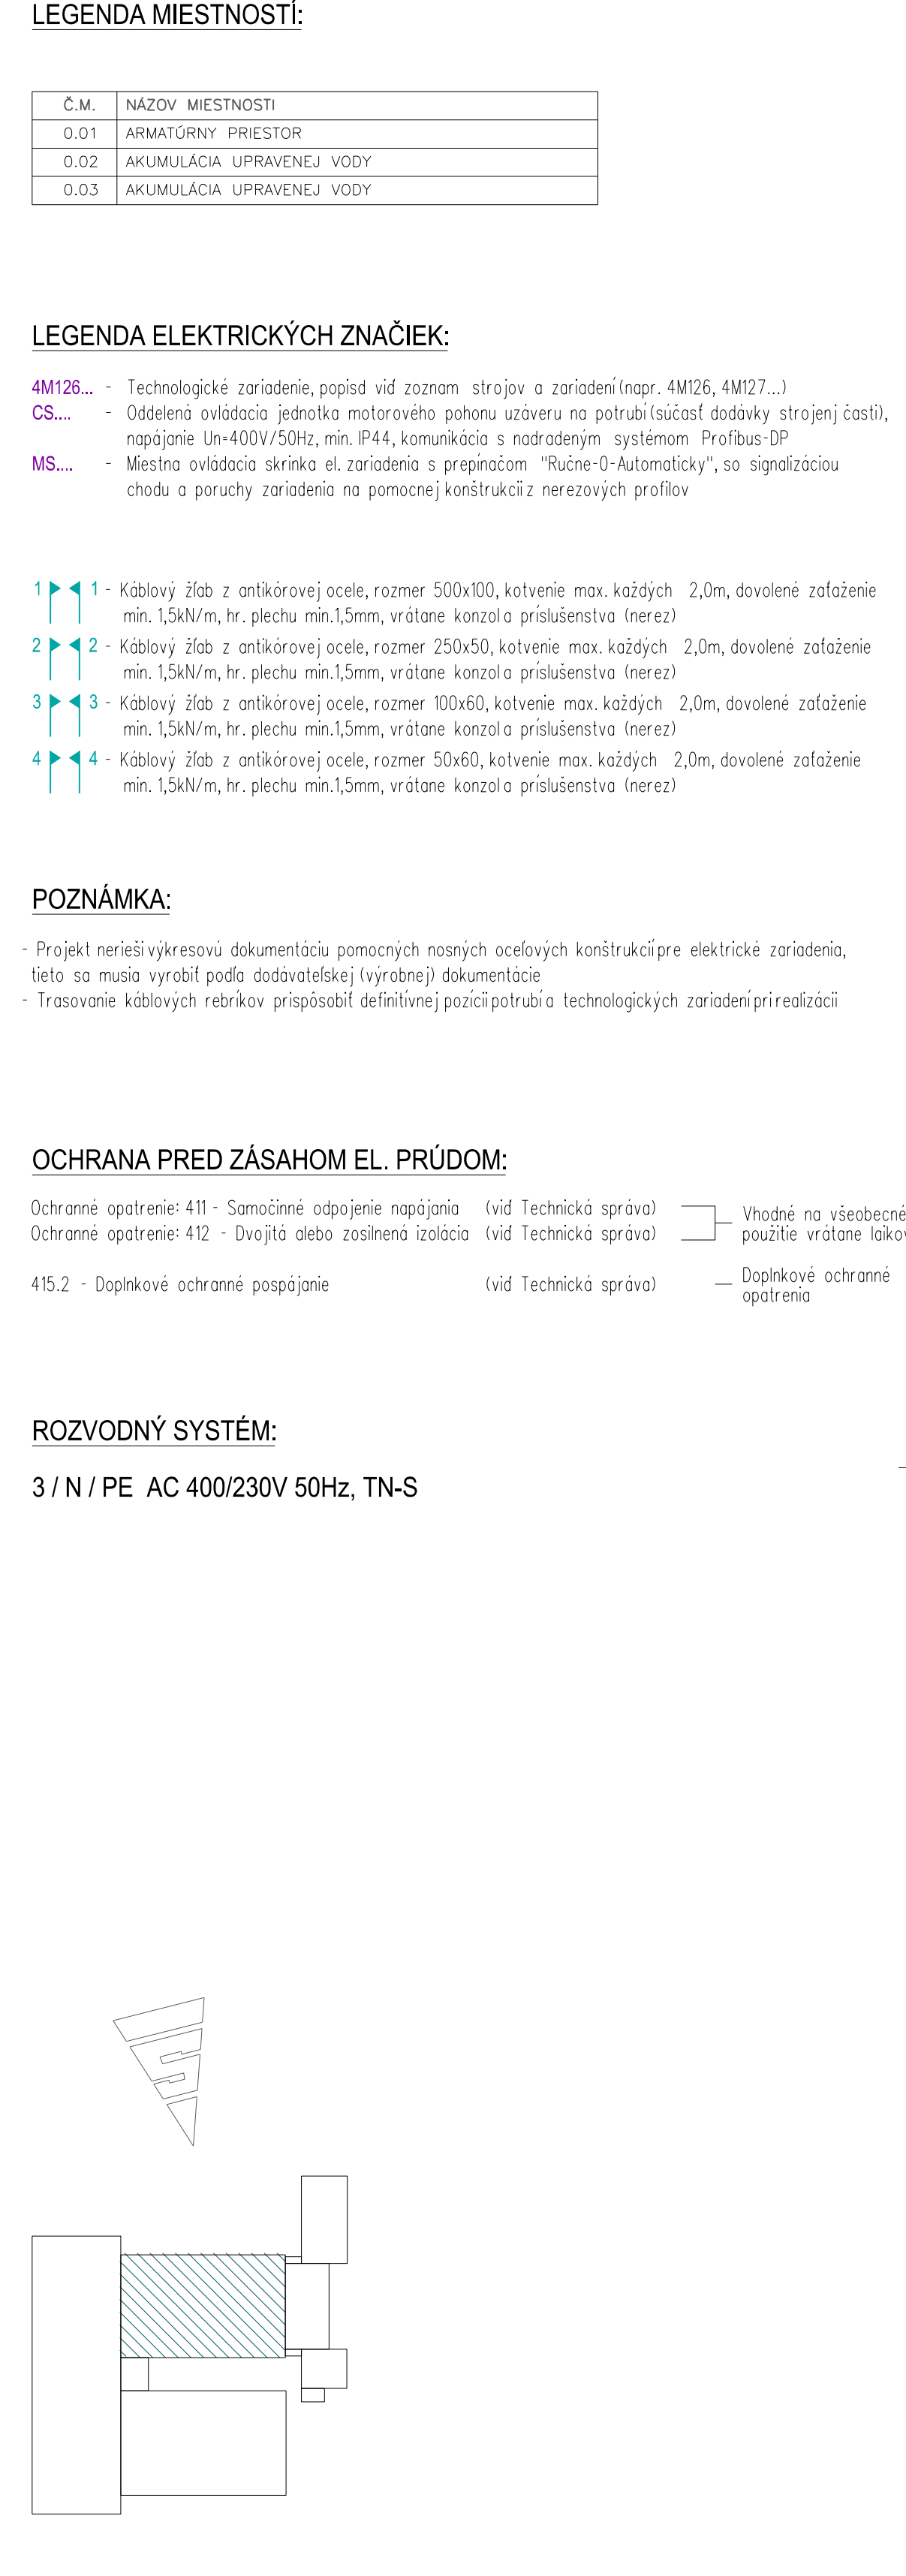 LEGENDA MIESTNOSTÍ:
Č.M. NÁZOV MIESTNOSTI
0.01 ARMATÚRNY PRIESTOR
0.02 AKUMULÁCIA UPRAVENEJ VODY
0.03 AKUMULÁCIA UPRAVENEJ VODY
LEGENDA ELEKTRICKÝCH ZNAČIEK:
4M126... - Technologické zariadenie, popisd viď zoznam strojov a zariadení (napr. 4M126, 4M127...)
CS.... - Oddelená ovládacia jednotka motorového pohonu uzáveru na potrubí (súčasť dodávky strojenj časti),
napájanie Un=400V/50Hz, min. IP44, komunikácia s nadradeným systémom Profibus-DP
MS.... - Miestna ovládacia skrinka el. zariadenia s prepínačom "Ručne-0-Automaticky", so signalizáciou
chodu a poruchy zariadenia na pomocnej konštrukcii z nerezových profilov
1 1 - Káblový žľab z antikórovej ocele, rozmer 500x100, kotvenie max. každých 2,0m, dovolené zaťaženie
min. 1,5kN/m, hr. plechu min.1,5mm, vrátane konzol a príslušenstva (nerez)
2 2 - Káblový žľab z antikórovej ocele, rozmer 250x50, kotvenie max. každých 2,0m, dovolené zaťaženie
min. 1,5kN/m, hr. plechu min.1,5mm, vrátane konzol a príslušenstva (nerez)
3 3 - Káblový žľab z antikórovej ocele, rozmer 100x60, kotvenie max. každých 2,0m, dovolené zaťaženie
min. 1,5kN/m, hr. plechu min.1,5mm, vrátane konzol a príslušenstva (nerez)
4 4 - Káblový žľab z antikórovej ocele, rozmer 50x60, kotvenie max. každých 2,0m, dovolené zaťaženie
min. 1,5kN/m, hr. plechu min.1,5mm, vrátane konzol a príslušenstva (nerez)
POZNÁMKA:
- Projekt nerieši výkresovú dokumentáciu pomocných nosných oceľových konštrukcií pre elektrické zariadenia,
tieto sa musia vyrobiť podľa dodávateľskej (výrobnej) dokumentácie
- Trasovanie káblových rebríkov prispôsobiť definitívnej pozícii potrubí a technologických zariadení pri realizácii
OCHRANA PRED ZÁSAHOM EL. PRÚDOM:
Ochranné opatrenie: 411 - Samočinné odpojenie napájania (viď Technická správa)
Ochranné opatrenie: 412 - Dvojitá alebo zosilnená izolácia (viď Technická správa)
Vhodné na všeobecné
použitie vrátane laikov
415.2 - Doplnkové ochranné pospájanie (viď Technická správa)
Doplnkové ochranné
opatrenia
ROZVODNÝ SYSTÉM:
3 / N / PE AC 400/230V 50Hz, TN-S
S